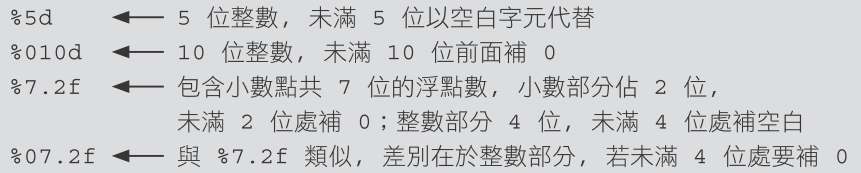 %5d ← 5 位整數, 未滿 5 位以空白字元代替
%010d ← 10 位整數, 未滿 10 位前面補 0
%7.2f ← 包含小數點共 7 位的浮點數, 小數部分佔 2 位,
未滿 2 位處補 0；整數部分 4 位, 未滿 4 位處補空白
%07.2f ← 與 %7.2f 類似, 差別在於整數部分, 若未滿 4 位處要補 0